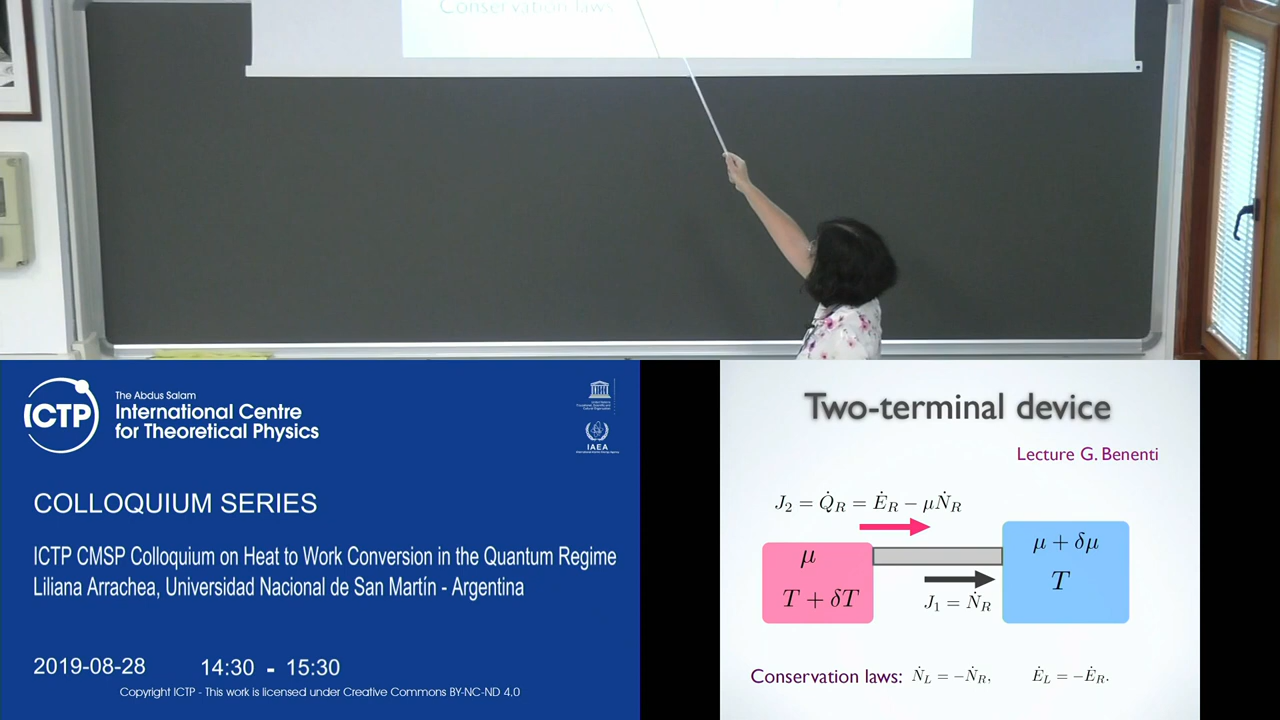 Conservation laws
ICTP
The Abdus Salam
International Centre
for Theoretical Physics
IAEA
COLLOQUIUM SERIES
ICTP CMSP Colloquium on Heat to Work Conversion in the Quantum Regime
Liliana Arrachea, Universidad Nacional de San Martín - Argentina
2019-08-28 14:30 - 15:30
Copyright ICTP - This work is licensed under Creative Commons BY-NC-ND 4.0
Two-terminal device
Lecture G. Benenti
J₂ = Q̇_R = Ė_R − μṄ_R
μ
T + δT
μ + δμ
T
J₁ = Ṅ_R
Conservation laws: Ṅ_L = −Ṅ_R, Ė_L = −Ė_R.